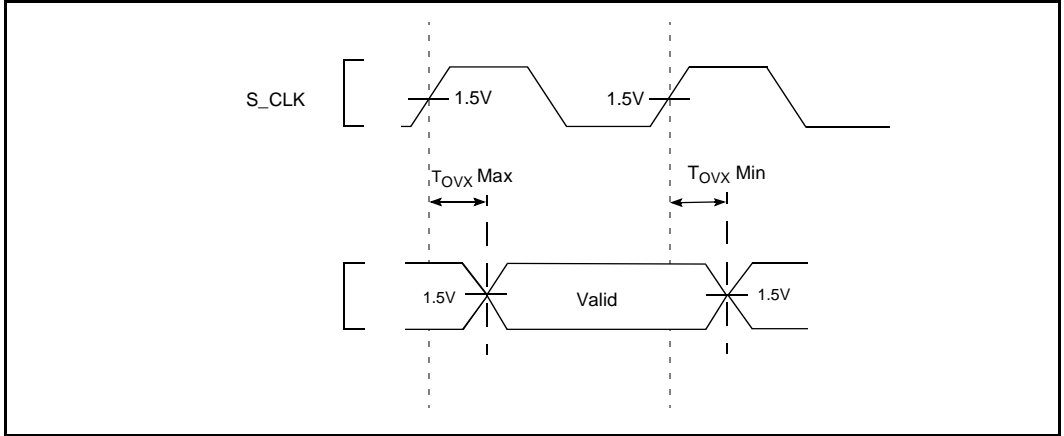 S_CLK
1.5V
1.5V
TOVX Max
TOVX Min
1.5V
Valid
1.5V